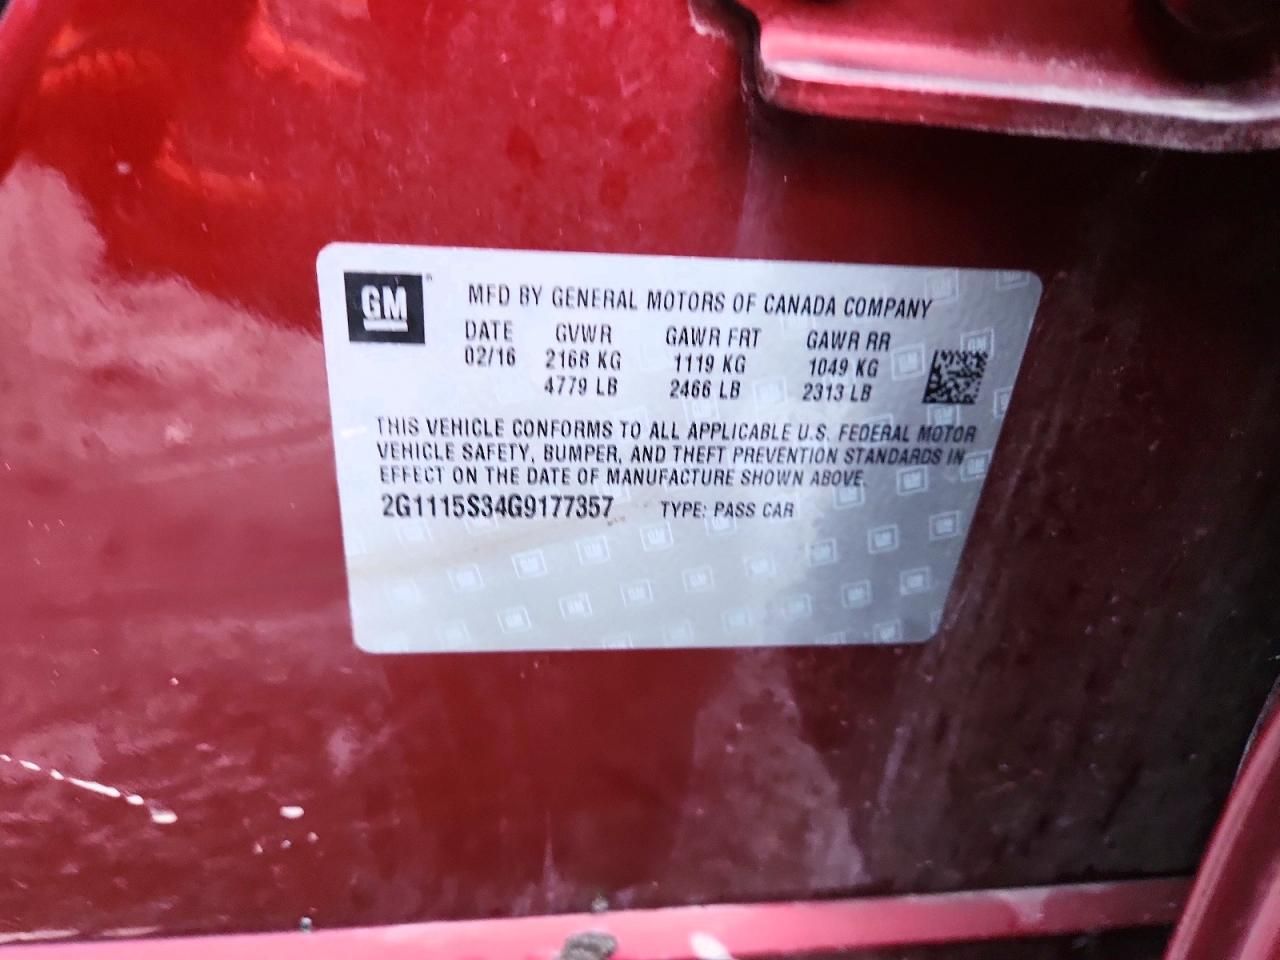 GM
MFD BY GENERAL MOTORS OF CANADA COMPANY
DATE GVWR GAWR FRT GAWR RR
02/16 2168 KG 1119 KG 1049 KG
4779 LB 2466 LB 2313 LB
THIS VEHICLE CONFORMS TO ALL APPLICABLE U.S. FEDERAL MOTOR
VEHICLE SAFETY, BUMPER, AND THEFT PREVENTION STANDARDS IN
EFFECT ON THE DATE OF MANUFACTURE SHOWN ABOVE.
2G1115S34G9177357 TYPE: PASS CAR